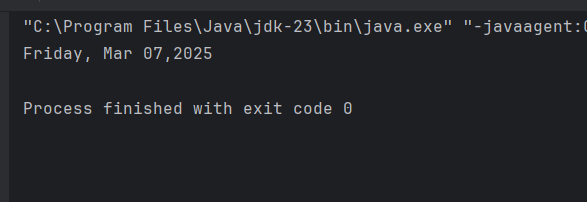 "C:\Program Files\Java\jdk-23\bin\java.exe" "-javaagent:
Friday, Mar 07,2025
Process finished with exit code 0